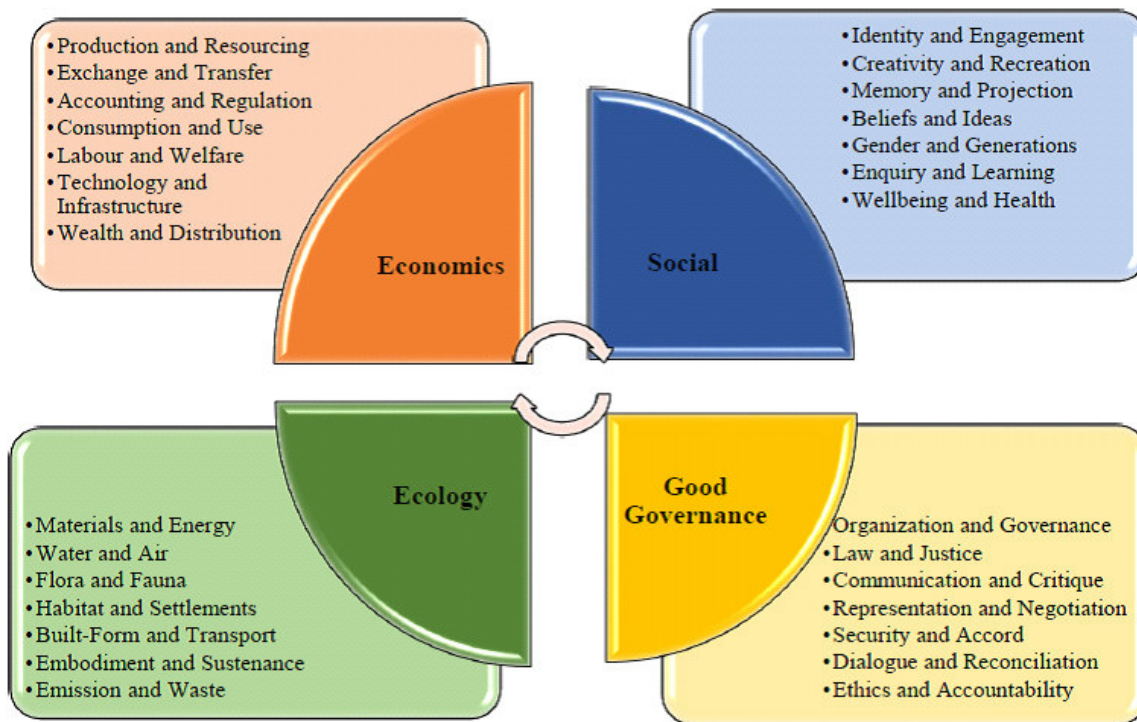 •Production and Resourcing
•Exchange and Transfer
•Accounting and Regulation
•Consumption and Use
•Labour and Welfare
•Technology and
Infrastructure
•Wealth and Distribution
Economics
•Identity and Engagement
•Creativity and Recreation
•Memory and Projection
•Beliefs and Ideas
•Gender and Generations
•Enquiry and Learning
•Wellbeing and Health
Social
•Materials and Energy
•Water and Air
•Flora and Fauna
•Habitat and Settlements
•Built-Form and Transport
•Embodiment and Sustenance
•Emission and Waste
Ecology
Good
Governance
Organization and Governance
•Law and Justice
•Communication and Critique
•Representation and Negotiation
•Security and Accord
•Dialogue and Reconciliation
•Ethics and Accountability